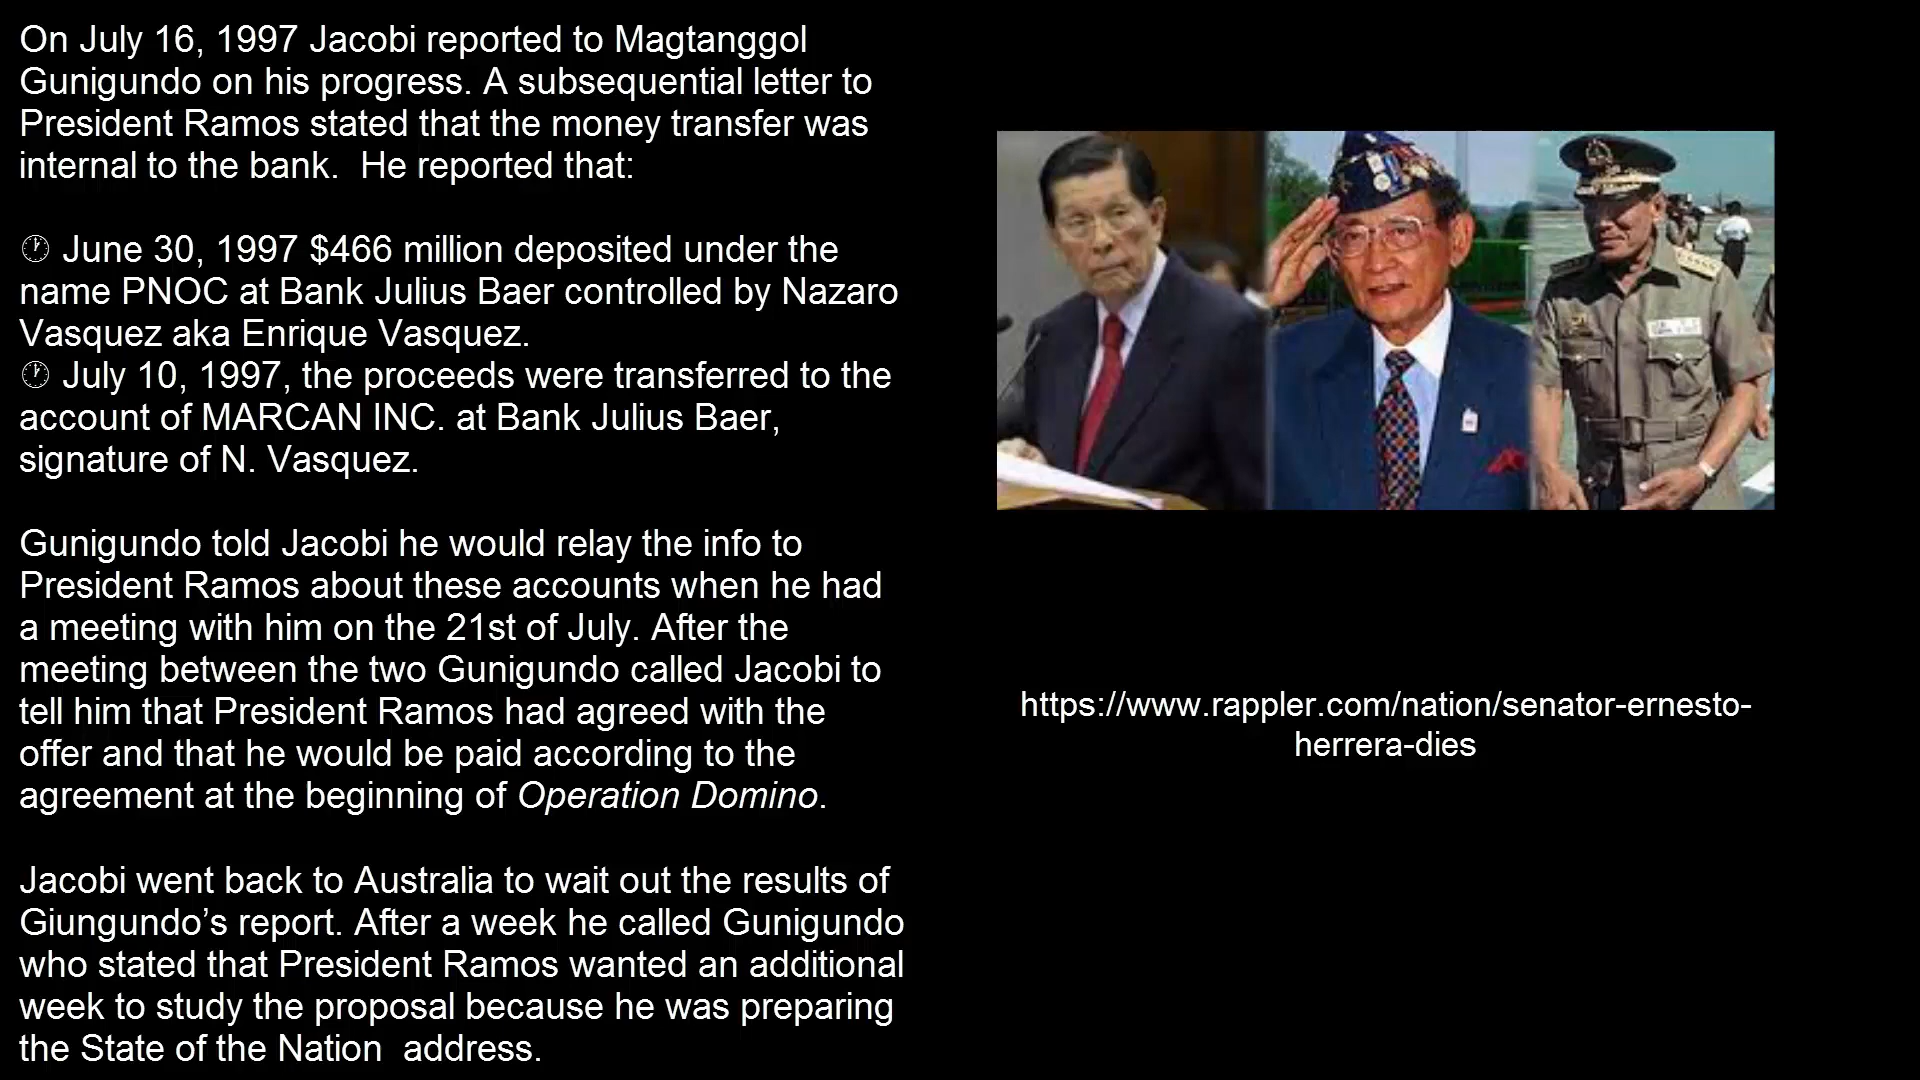 On July 16, 1997 Jacobi reported to Magtanggol
Gunigundo on his progress. A subsequential letter to
President Ramos stated that the money transfer was
internal to the bank.  He reported that:
🕐 June 30, 1997 $466 million deposited under the
name PNOC at Bank Julius Baer controlled by Nazaro
Vasquez aka Enrique Vasquez.
🕐 July 10, 1997, the proceeds were transferred to the
account of MARCAN INC. at Bank Julius Baer,
signature of N. Vasquez.
Gunigundo told Jacobi he would relay the info to
President Ramos about these accounts when he had
a meeting with him on the 21st of July. After the
meeting between the two Gunigundo called Jacobi to
tell him that President Ramos had agreed with the
offer and that he would be paid according to the
agreement at the beginning of Operation Domino.
Jacobi went back to Australia to wait out the results of
Giungundo’s report. After a week he called Gunigundo
who stated that President Ramos wanted an additional
week to study the proposal because he was preparing
the State of the Nation  address.
https://www.rappler.com/nation/senator-ernesto-
herrera-dies